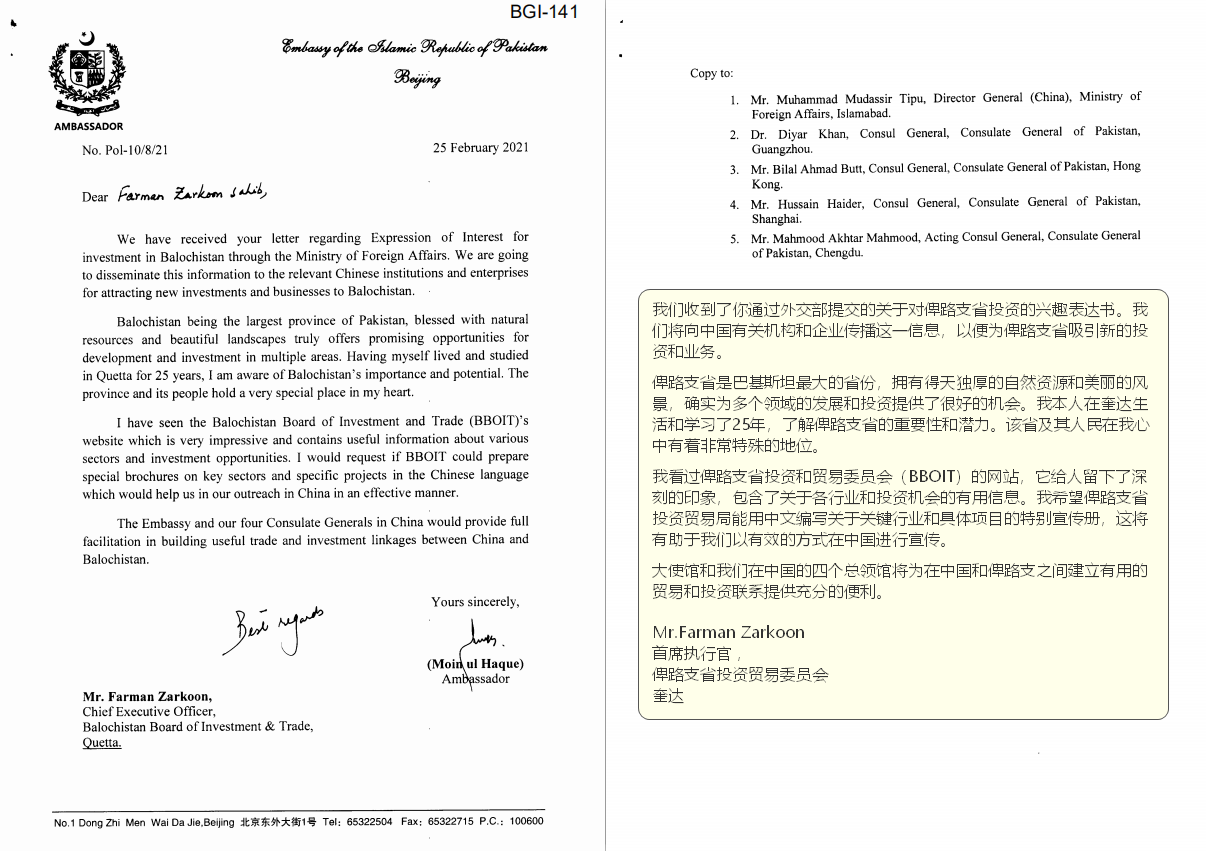 BGI-141
Embassy of the Islamic Republic of Pakistan
Beijing
AMBASSADOR
No. Pol-10/8/21
25 February 2021
Dear Farman Zarkoon Sahib,
We have received your letter regarding Expression of Interest for
investment in Balochistan through the Ministry of Foreign Affairs. We are going
to disseminate this information to the relevant Chinese institutions and enterprises
for attracting new investments and businesses to Balochistan.
Balochistan being the largest province of Pakistan, blessed with natural
resources and beautiful landscapes truly offers promising opportunities for
development and investment in multiple areas. Having myself lived and studied
in Quetta for 25 years, I am aware of Balochistan's importance and potential. The
province and its people hold a very special place in my heart.
I have seen the Balochistan Board of Investment and Trade (BBOIT)'s
website which is very impressive and contains useful information about various
sectors and investment opportunities. I would request if BBOIT could prepare
special brochures on key sectors and specific projects in the Chinese language
which would help us in our outreach in China in an effective manner.
The Embassy and our four Consulate Generals in China would provide full
facilitation in building useful trade and investment linkages between China and
Balochistan.
Best regards
Yours sincerely,
(Moin ul Haque)
Ambassador
Mr. Farman Zarkoon,
Chief Executive Officer,
Balochistan Board of Investment & Trade,
Quetta.
No.1 Dong Zhi Men Wai Da Jie,Beijing 北京东外大街1号 Tel: 65322504 Fax: 65322715 P.C.: 100600
Copy to:
1. Mr. Muhammad Mudassir Tipu, Director General (China), Ministry of
Foreign Affairs, Islamabad.
2. Dr. Diyar Khan, Consul General, Consulate General of Pakistan,
Guangzhou.
3. Mr. Bilal Ahmad Butt, Consul General, Consulate General of Pakistan, Hong
Kong.
4. Mr. Hussain Haider, Consul General, Consulate General of Pakistan,
Shanghai.
5. Mr. Mahmood Akhtar Mahmood, Acting Consul General, Consulate General
of Pakistan, Chengdu.
我们收到了你通过外交部提交的关于对俾路支省投资的兴趣表达书。我
们将向中国有关机构和企业传播这一信息，以便为俾路支省吸引新的投
资和业务。
俾路支省是巴基斯坦最大的省份，拥有得天独厚的自然资源和美丽的风
景，确实为多个领域的发展和投资提供了很好的机会。我本人在奎达生
活和学习了25年，了解俾路支省的重要性和潜力。该省及其人民在我心
中有着非常特殊的地位。
我看过俾路支省投资和贸易委员会（BBOIT）的网站，它给人留下了深
刻的印象，包含了关于各行业和投资机会的有用信息。我希望俾路支省
投资贸易局能用中文编写关于关键行业和具体项目的特别宣传册，这将
有助于我们以有效的方式在中国进行宣传。
大使馆和我们在中国的四个总领馆将为在中国和俾路支之间建立有用的
贸易和投资联系提供充分的便利。
Mr.Farman Zarkoon
首席执行官，
俾路支省投资贸易委员会
奎达